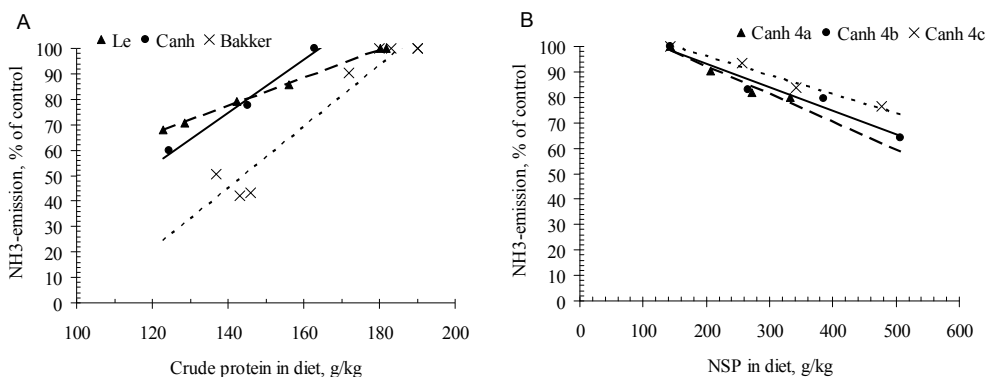 A
▲ Le ● Canh × Bakker
NH3-emission, % of control
100
90
80
70
60
50
40
30
20
10
0
100 120 140 160 180 200
Crude protein in diet, g/kg
B
▲ Canh 4a ● Canh 4b × Canh 4c
NH3-emission, % of control
100
90
80
70
60
50
40
30
20
10
0
0 100 200 300 400 500 600
NSP in diet, g/kg